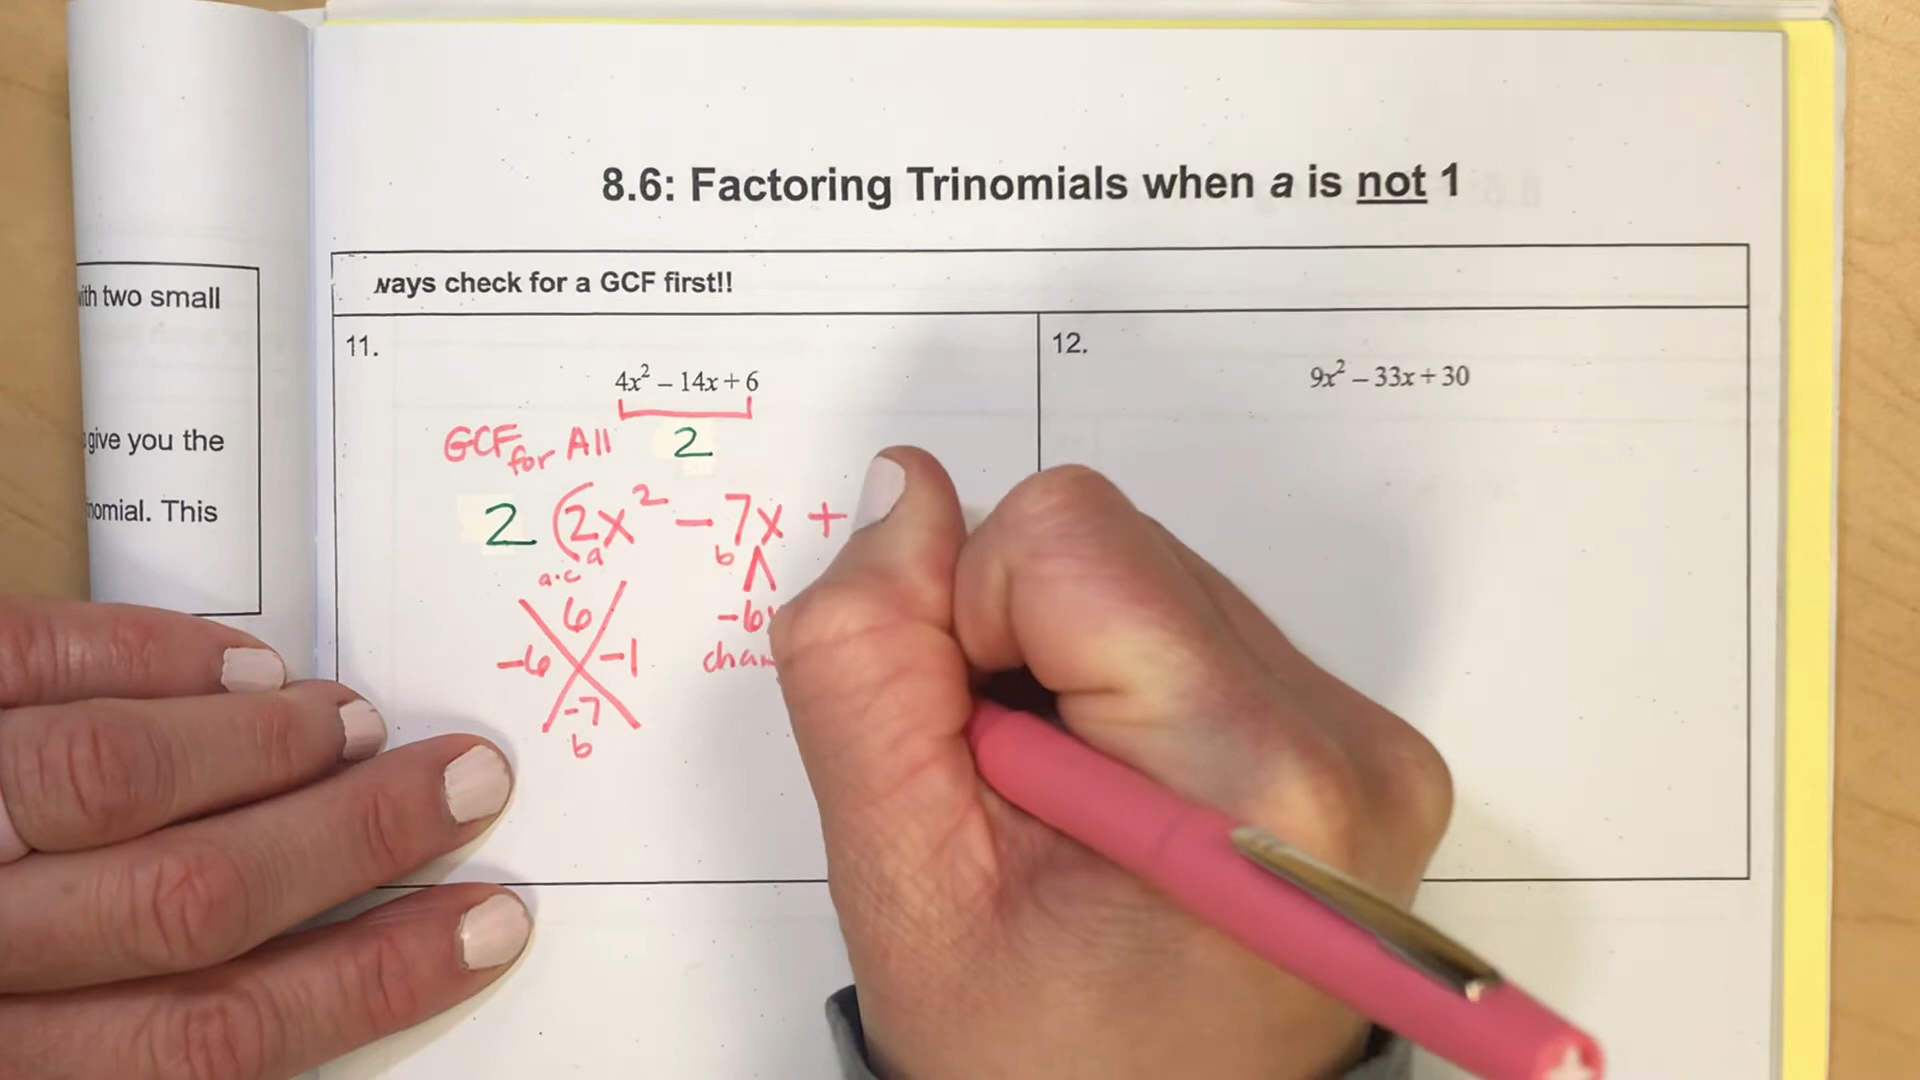 8.6: Factoring Trinomials when a is not 1
ways check for a GCF first!!
with two small
give you the
nomial. This
11.
4x² – 14x + 6
GCF for All 2
2 (2x² – 7x +
a
b
a·c
6
-6 -1
-7
b
-6x
12.
9x² – 33x + 30